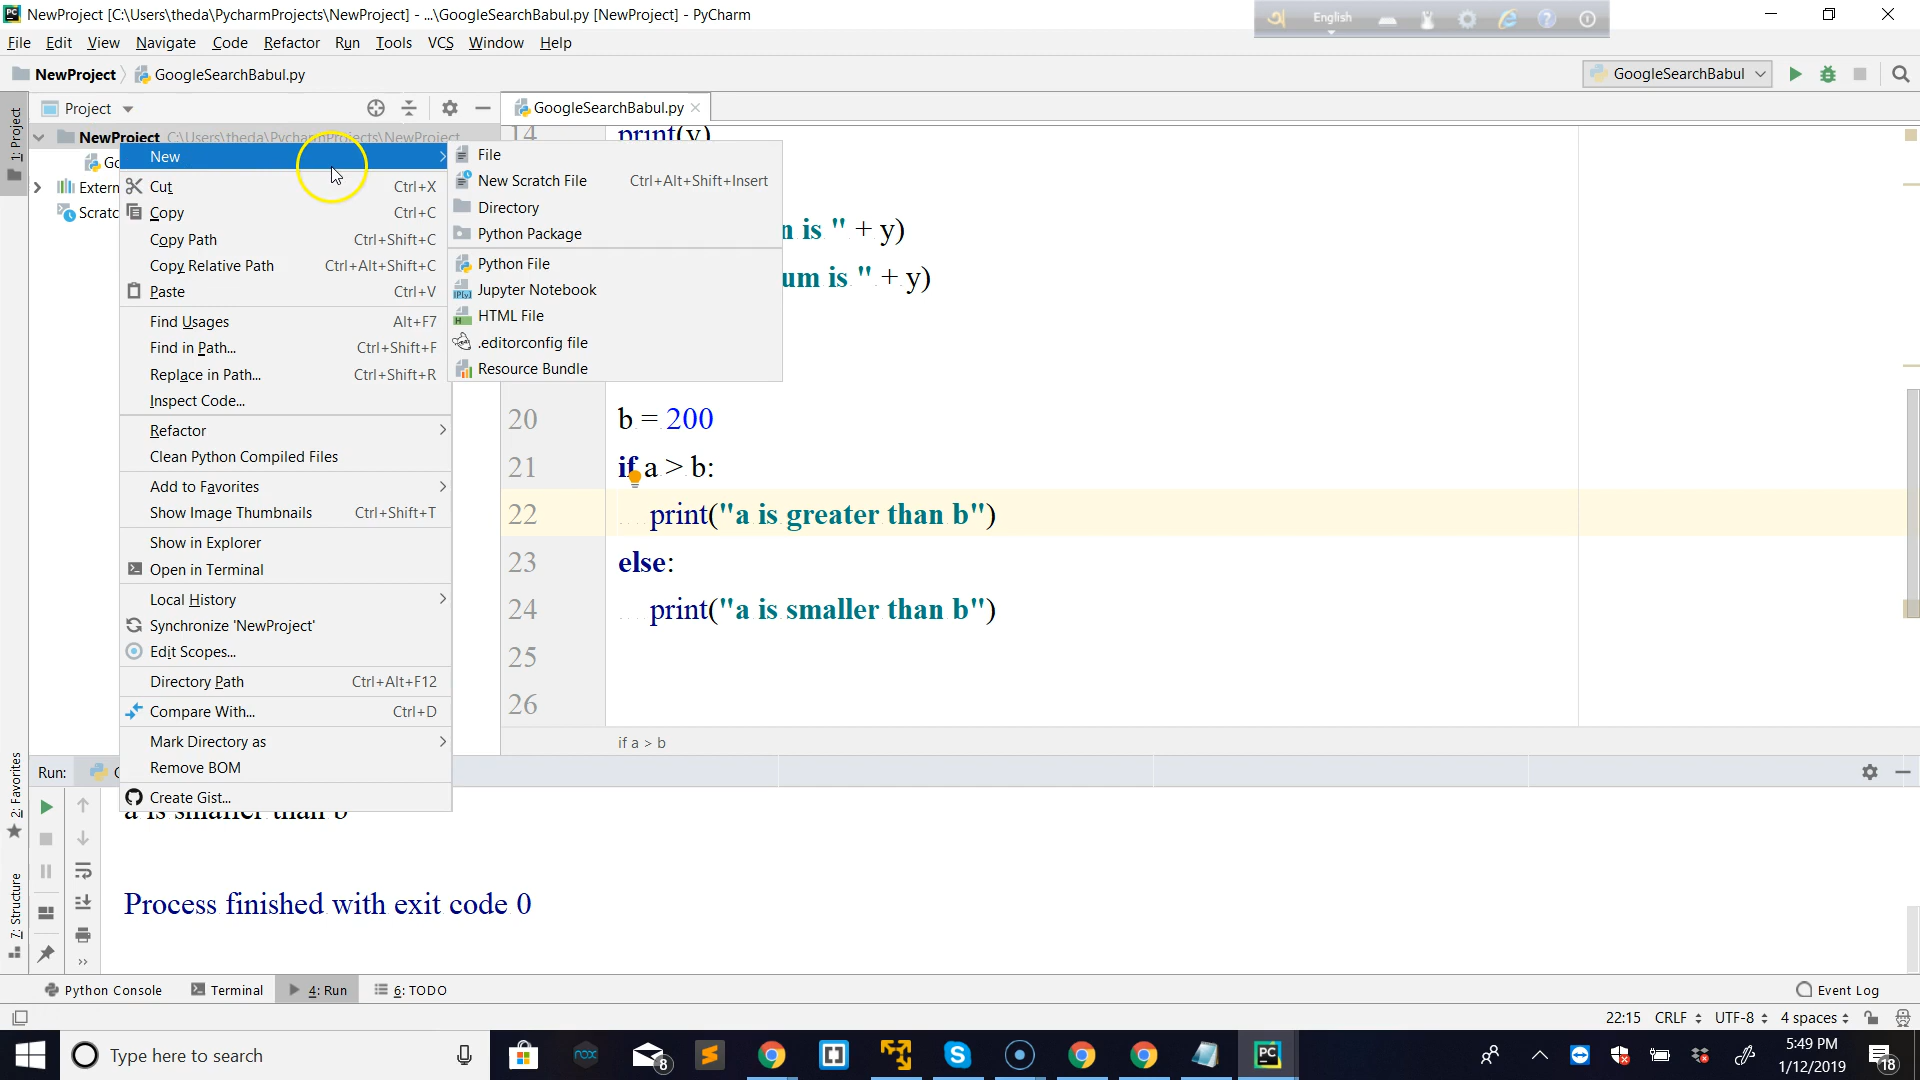 NewProject [C:\Users\theda\PycharmProjects\NewProject] - ...\GoogleSearchBabul.py [NewProject] - PyCharm
English
File Edit View Navigate Code Refactor Run Tools VCS Window Help
NewProject GoogleSearchBabul.py
GoogleSearchBabul
1: Project
Project
GoogleSearchBabul.py
NewProject C:\Users\theda\PycharmProjects\NewProject
Go
Extern
Scratc
New
Cut Ctrl+X
Copy Ctrl+C
Copy Path Ctrl+Shift+C
Copy Relative Path Ctrl+Alt+Shift+C
Paste Ctrl+V
Find Usages Alt+F7
Find in Path... Ctrl+Shift+F
Replace in Path... Ctrl+Shift+R
Inspect Code...
Refactor
Clean Python Compiled Files
Add to Favorites
Show Image Thumbnails Ctrl+Shift+T
Show in Explorer
Open in Terminal
Local History
Synchronize 'NewProject'
Edit Scopes...
Directory Path Ctrl+Alt+F12
Compare With... Ctrl+D
Mark Directory as
Remove BOM
Create Gist...
File
New Scratch File Ctrl+Alt+Shift+Insert
Directory
Python Package
Python File
Jupyter Notebook
HTML File
.editorconfig file
Resource Bundle
14 print(y)
n is " + y)
um is " + y)
20 b = 200
21 if a > b:
22 print("a is greater than b")
23 else:
24 print("a is smaller than b")
25
26
if a > b
2: Favorites
7: Structure
Run:
a is smaller than b
Process finished with exit code 0
Python Console Terminal 4: Run 6: TODO Event Log
22:15 CRLF UTF-8 4 spaces
Type here to search
nox
8
PC
5:49 PM
1/12/2019
18